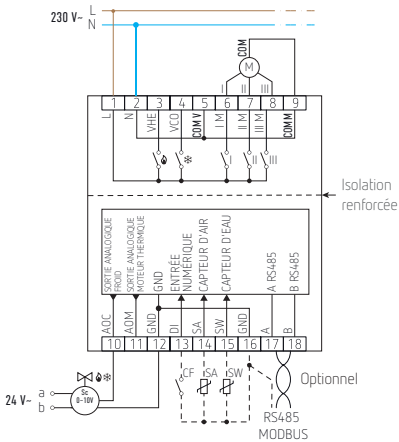 230 V~
L
N
COM
M
I
II
III
1 2 3 4 5 6 7 8 9
L
N
VHE
VCO
COM V
I M
II M
III M
COM M
I
II
III
Isolation
renforcée
SORTIE ANALOGIQUE
FROID
SORTIE ANALOGIQUE
MOTEUR THERMIQUE
GND
ENTRÉE
NUMÉRIQUE
CAPTEUR D'AIR
CAPTEUR D'EAU
A RS485
B RS485
AOC
AOM
GND
DI
SA
SW
GND
A
B
10 11 12 13 14 15 16 17 18
24 V~
a
b
Sc
0-10V
CF
SA
SW
Optionnel
RS485
MODBUS